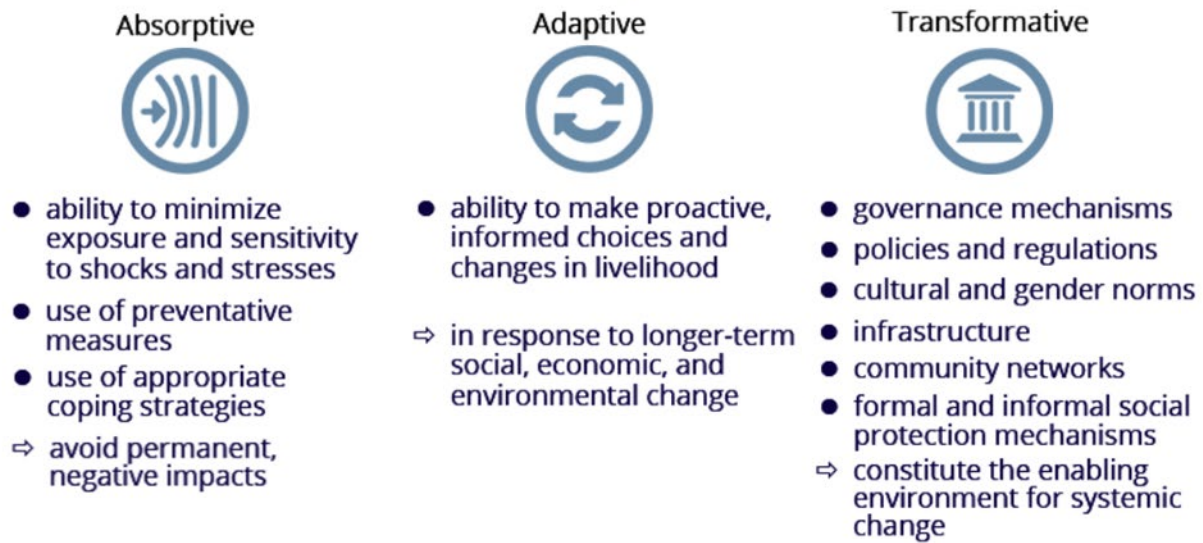 Absorptive
● ability to minimize
exposure and sensitivity
to shocks and stresses
● use of preventative
measures
● use of appropriate
coping strategies
⇨ avoid permanent,
negative impacts
Adaptive
● ability to make proactive,
informed choices and
changes in livelihood
⇨ in response to longer-term
social, economic, and
environmental change
Transformative
● governance mechanisms
● policies and regulations
● cultural and gender norms
● infrastructure
● community networks
● formal and informal social
protection mechanisms
⇨ constitute the enabling
environment for systemic
change